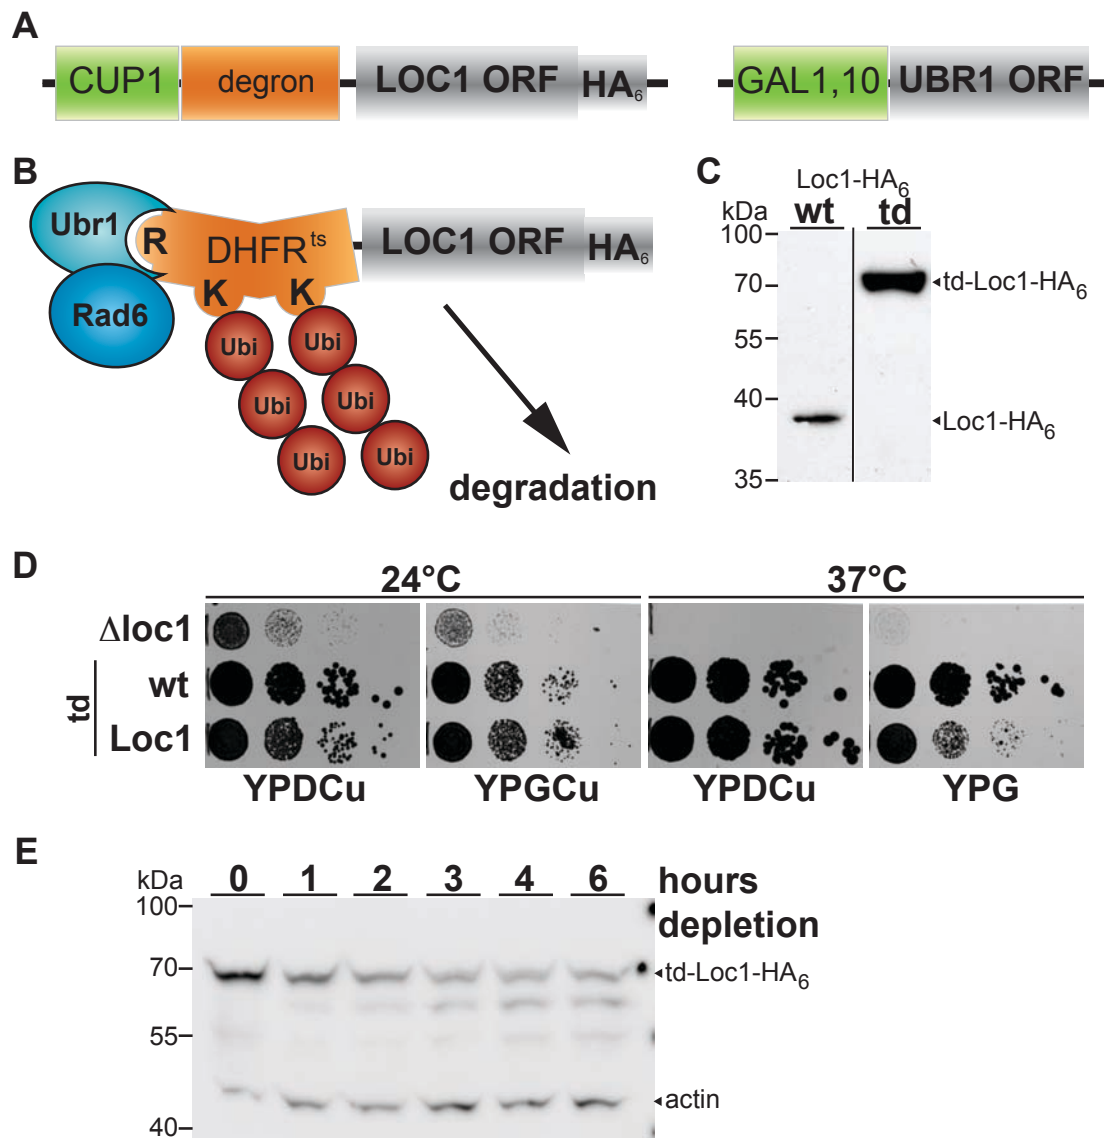 A
CUP1 degron LOC1 ORF HA6 GAL1,10 UBR1 ORF
B
Ubr1 R DHFRts LOC1 ORF HA6
K K
Rad6
Ubi Ubi
Ubi Ubi
Ubi Ubi
degradation
C
Loc1-HA6
kDa wt td
100
70 td-Loc1-HA6
55
40
Loc1-HA6
35
D
24°C 37°C
Δloc1
td
wt
Loc1
YPDCu YPGCu YPDCu YPG
E
kDa 0 1 2 3 4 6 hours
depletion
100
70 td-Loc1-HA6
55
actin
40